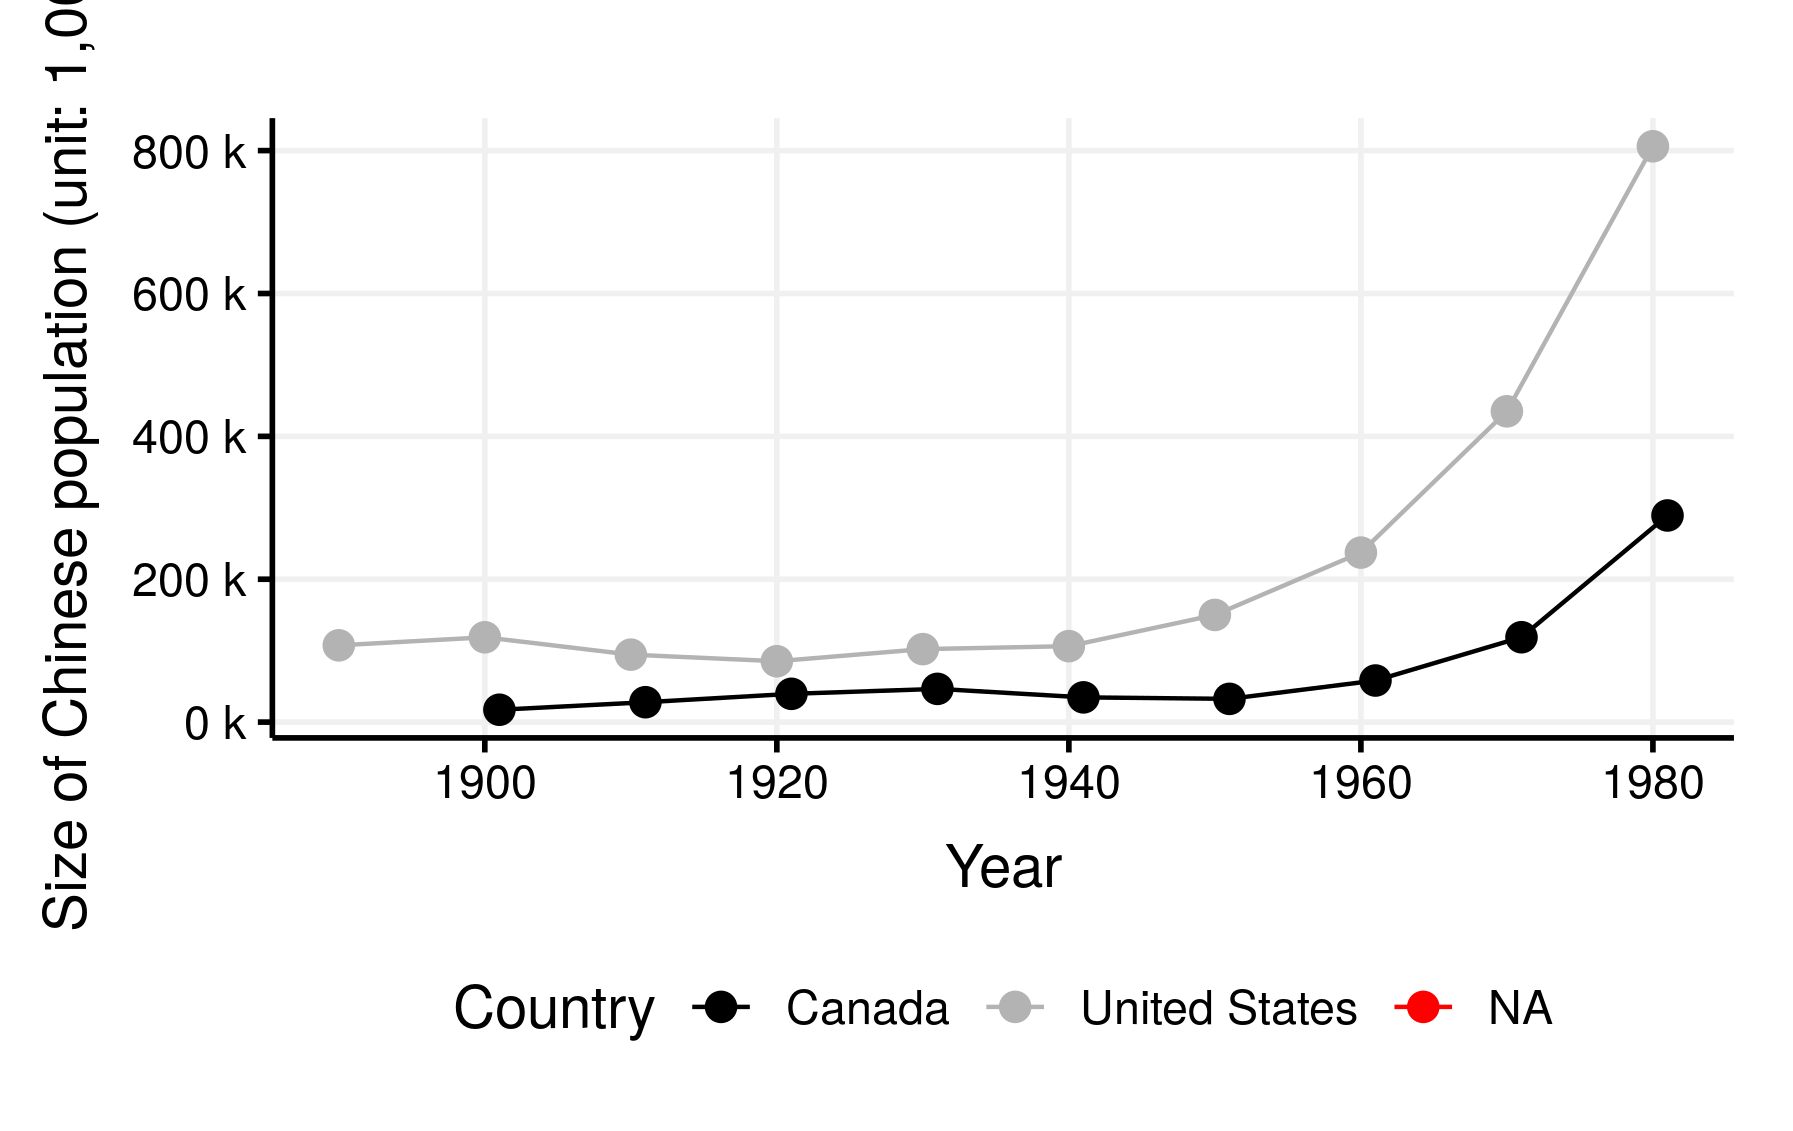 Size of Chinese population (unit: 1,00
800 k
600 k
400 k
200 k
0 k
1900 1920 1940 1960 1980
Year
Country Canada United States NA